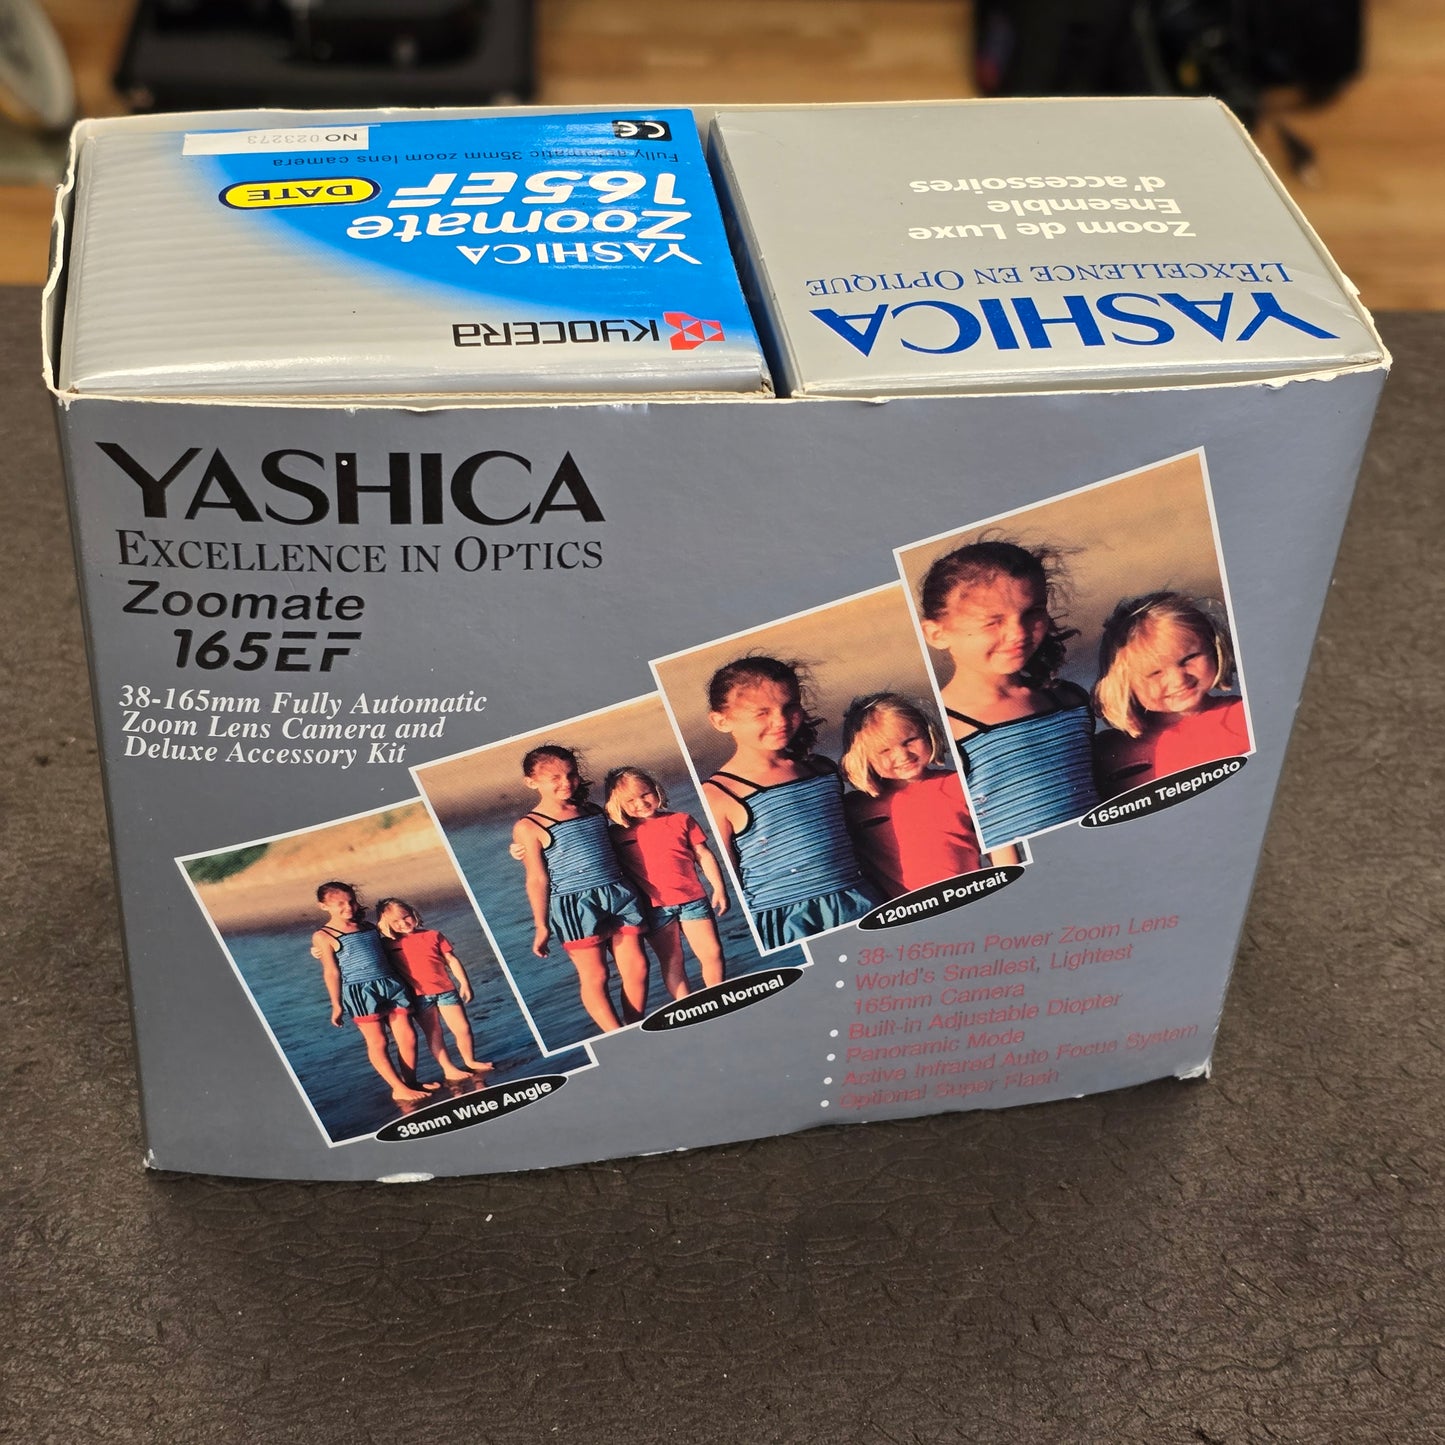 NO 023273
CE
Fully automatic 35mm zoom lens camera
DATE
165EF
Zoomate
YASHICA
KYOCERA
YASHICA
L'EXCELLENCE EN OPTIQUE
Zoom de Luxe
Ensemble
d'accessoires
YASHICA
EXCELLENCE IN OPTICS
Zoomate
165EF
38-165mm Fully Automatic
Zoom Lens Camera and
Deluxe Accessory Kit
38mm Wide Angle
70mm Normal
120mm Portrait
165mm Telephoto
• 38-165mm Power Zoom Lens
• World's Smallest, Lightest
165mm Camera
• Built-in Adjustable Diopter
• Panoramic Mode
• Active Infrared Auto Focus System
• Optional Super Flash